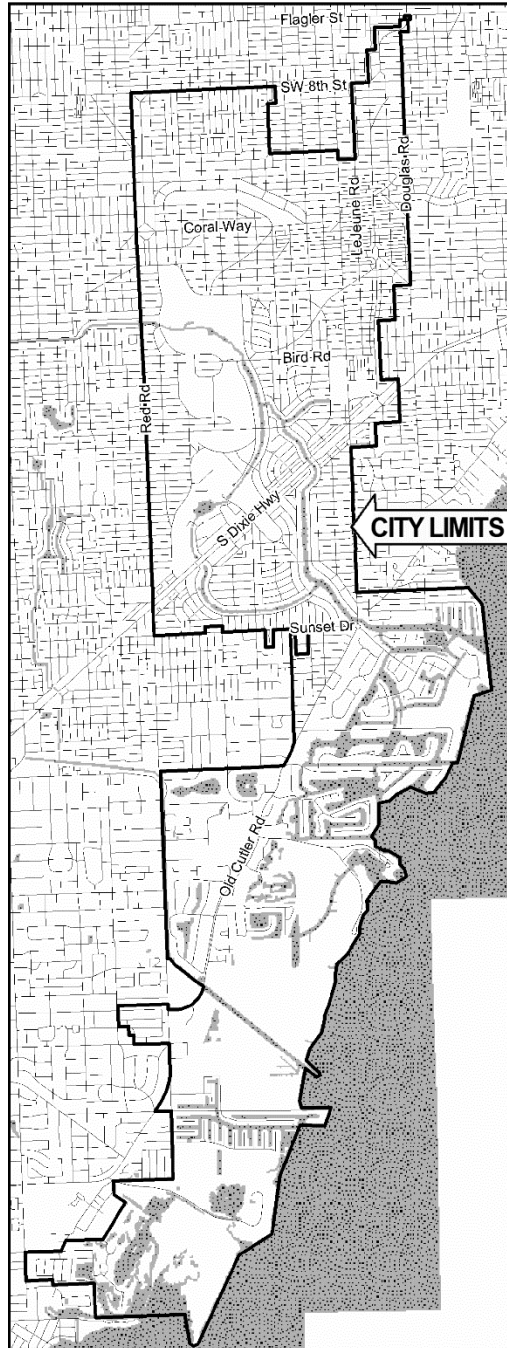 Flagler St
SW 8th St
Douglas Rd
LeJeune Rd
Coral Way
Bird Rd
Red Rd
S Dixie Hwy
CITY LIMITS
Sunset Dr
Old Cutler Rd